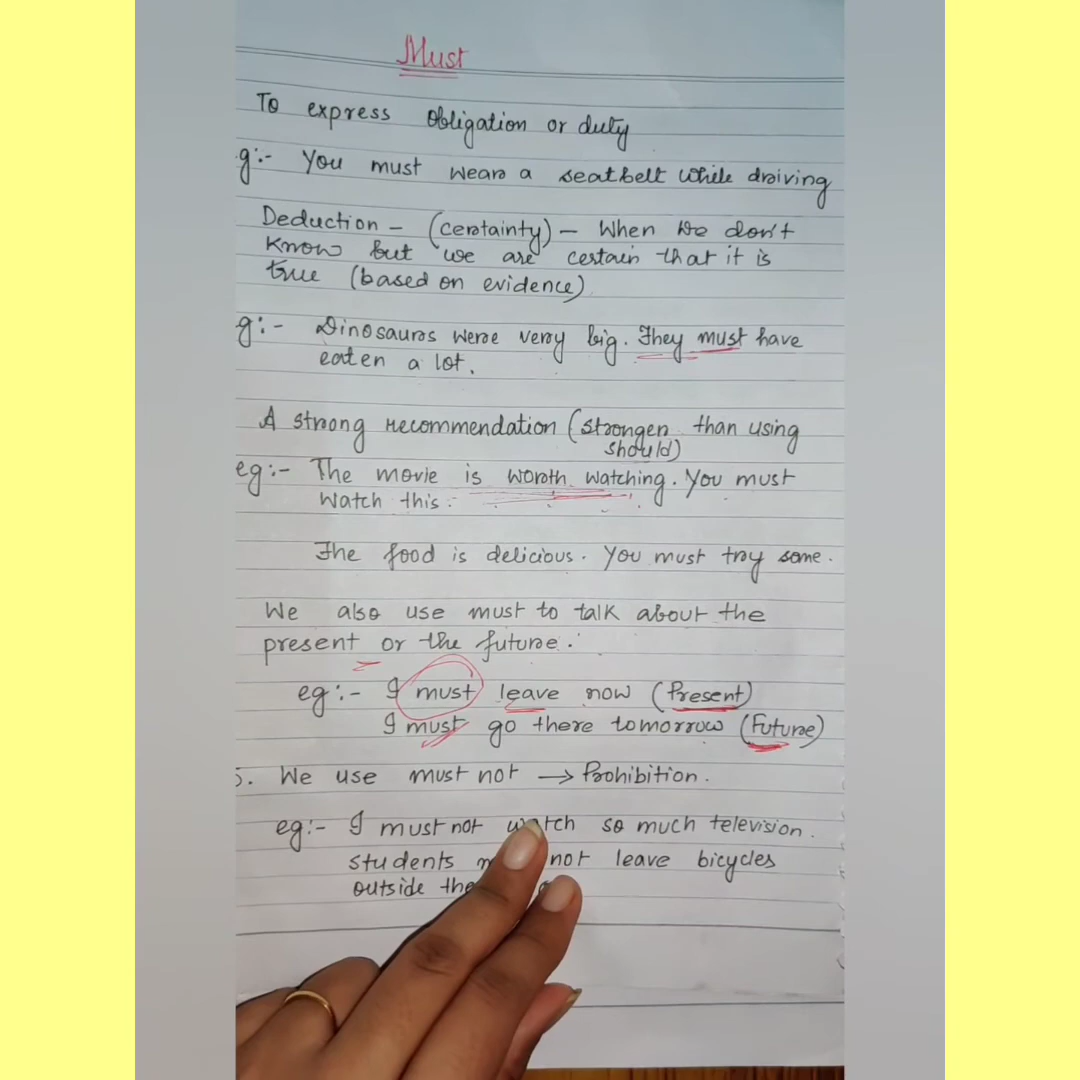 Must
To express obligation or duty
g:- You must wear a seatbelt while driving
Deduction - (certainty) - When we don't
know but we are certain that it is
true (based on evidence)
g:- Dinosaurs were very big. They must have
eaten a lot.
A strong recommendation (stronger than using
should)
eg:- The movie is worth watching. You must
watch this.
The food is delicious. You must try some.
We also use must to talk about the
present or the future.
eg:- I must leave now (Present)
I must go there tomorrow (Future)
5. We use must not → Prohibition.
eg:- I must not watch so much television.
students not leave bicycles
outside the